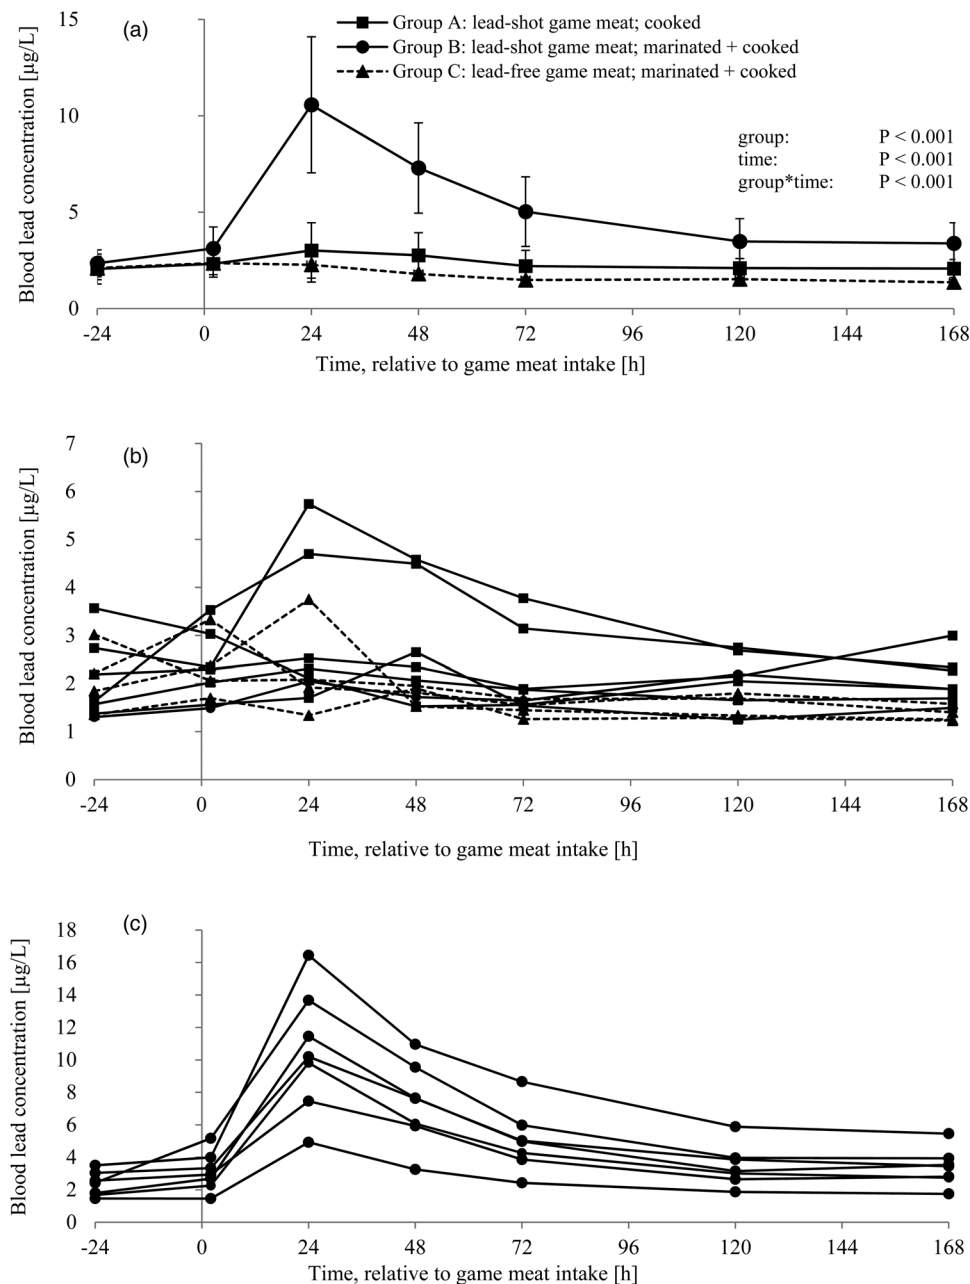 (a)
Group A: lead-shot game meat; cooked
Group B: lead-shot game meat; marinated + cooked
Group C: lead-free game meat; marinated + cooked
group: P < 0.001
time: P < 0.001
group*time: P < 0.001
Blood lead concentration [µg/L]
15
10
5
0
-24 0 24 48 72 96 120 144 168
Time, relative to game meat intake [h]
(b)
Blood lead concentration [µg/L]
7
6
5
4
3
2
1
0
-24 0 24 48 72 96 120 144 168
Time, relative to game meat intake [h]
(c)
Blood lead concentration [µg/L]
18
16
14
12
10
8
6
4
2
0
-24 0 24 48 72 96 120 144 168
Time, relative to game meat intake [h]